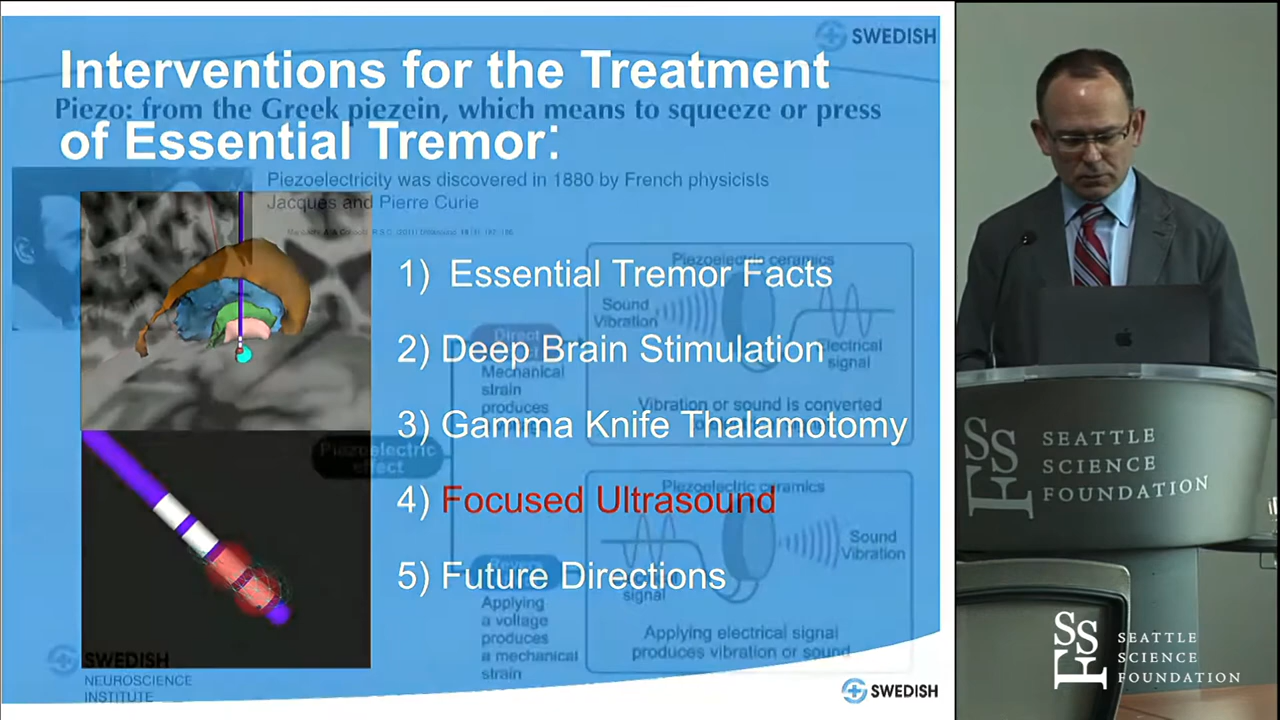 SWEDISH
Interventions for the Treatment
Piezo: from the Greek piezein, which means to squeeze or press
of Essential Tremor:
Piezoelectricity was discovered in 1880 by French physicists
Jacques and Pierre Curie
Piezoelectric ceramics
1) Essential Tremor Facts
Sound
Vibration
Direct
2) Deep Brain Stimulation
Electrical
signal
Mechanical
strain
produces
Vibration or sound is converted
3) Gamma Knife Thalamotomy
Piezoelectric
effect
Piezoelectric ceramics
4) Focused Ultrasound
Sound
Vibration
5) Future Directions
signal
Applying
a voltage
produces
a mechanical
strain
Applying electrical signal
produces vibration or sound
SWEDISH
NEUROSCIENCE
INSTITUTE
SWEDISH
SSF
SEATTLE
SCIENCE
FOUNDATION
SSF
SEATTLE
SCIENCE
FOUNDATION